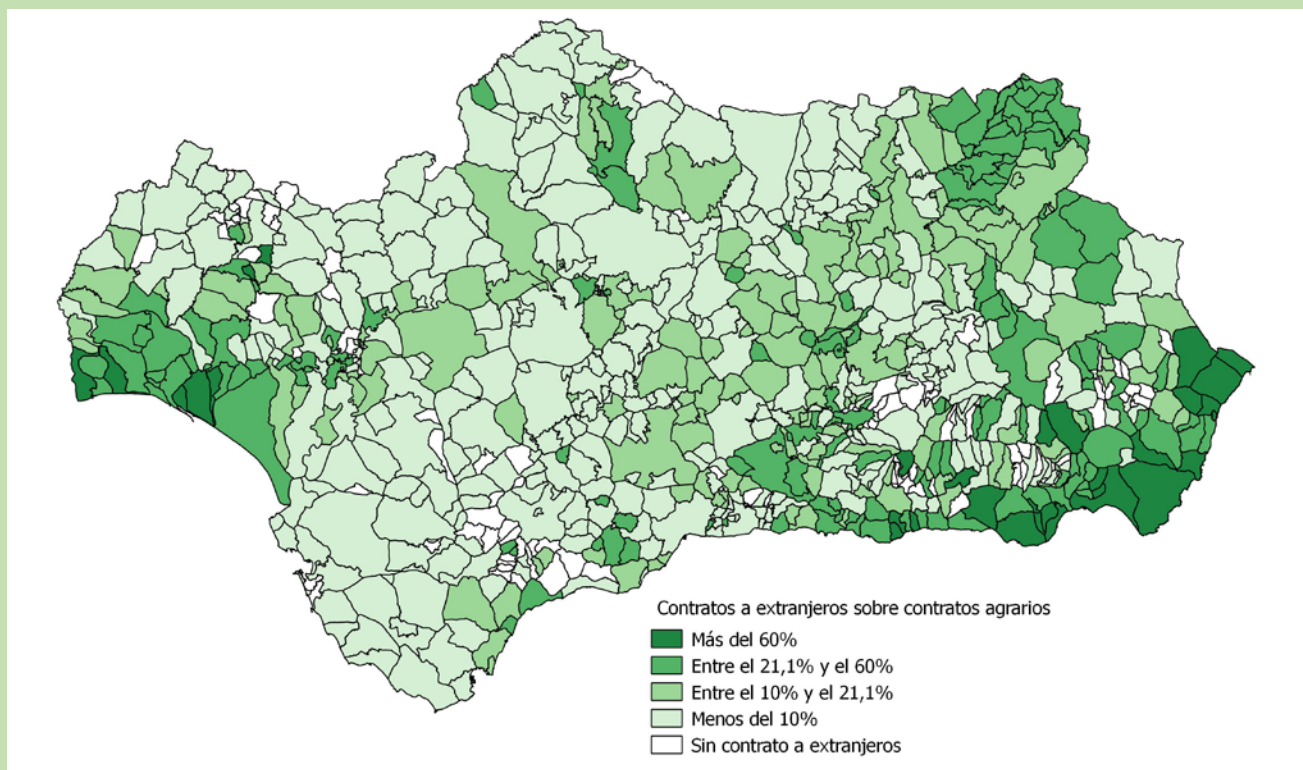 Contratos a extranjeros sobre contratos agrarios
Más del 60%
Entre el 21,1% y el 60%
Entre el 10% y el 21,1%
Menos del 10%
Sin contrato a extranjeros